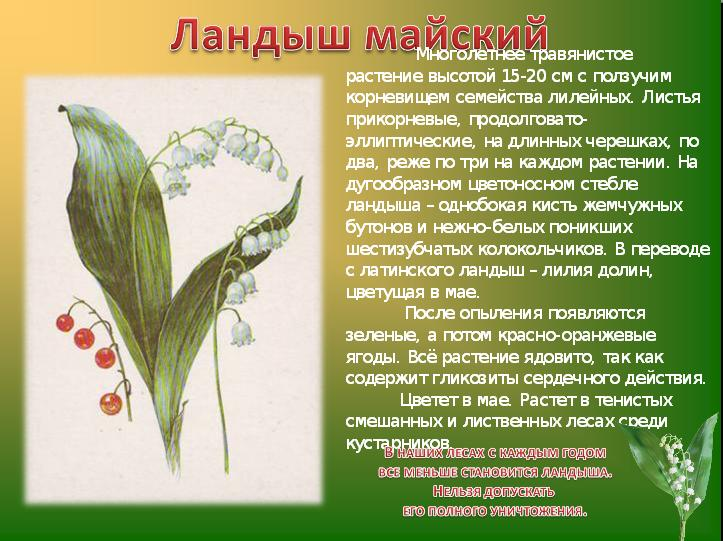 Ландыш майский
Многолетнее травянистое
растение высотой 15-20 см с ползучим
корневищем семейства лилейных. Листья
прикорневые, продолговато-
эллиптические, на длинных черешках, по
два, реже по три на каждом растении. На
дугообразном цветоносном стебле
ландыша – однобокая кисть жемчужных
бутонов и нежно-белых поникших
шестизубчатых колокольчиков. В переводе
с латинского ландыш – лилия долин,
цветущая в мае.
После опыления появляются
зеленые, а потом красно-оранжевые
ягоды. Всё растение ядовито, так как
содержит гликозиты сердечного действия.
Цветет в мае. Растет в тенистых
смешанных и лиственных лесах среди
кустарников.
В наших лесах с каждым годом
все меньше становится ландыша.
Нельзя допускать
его полного уничтожения.